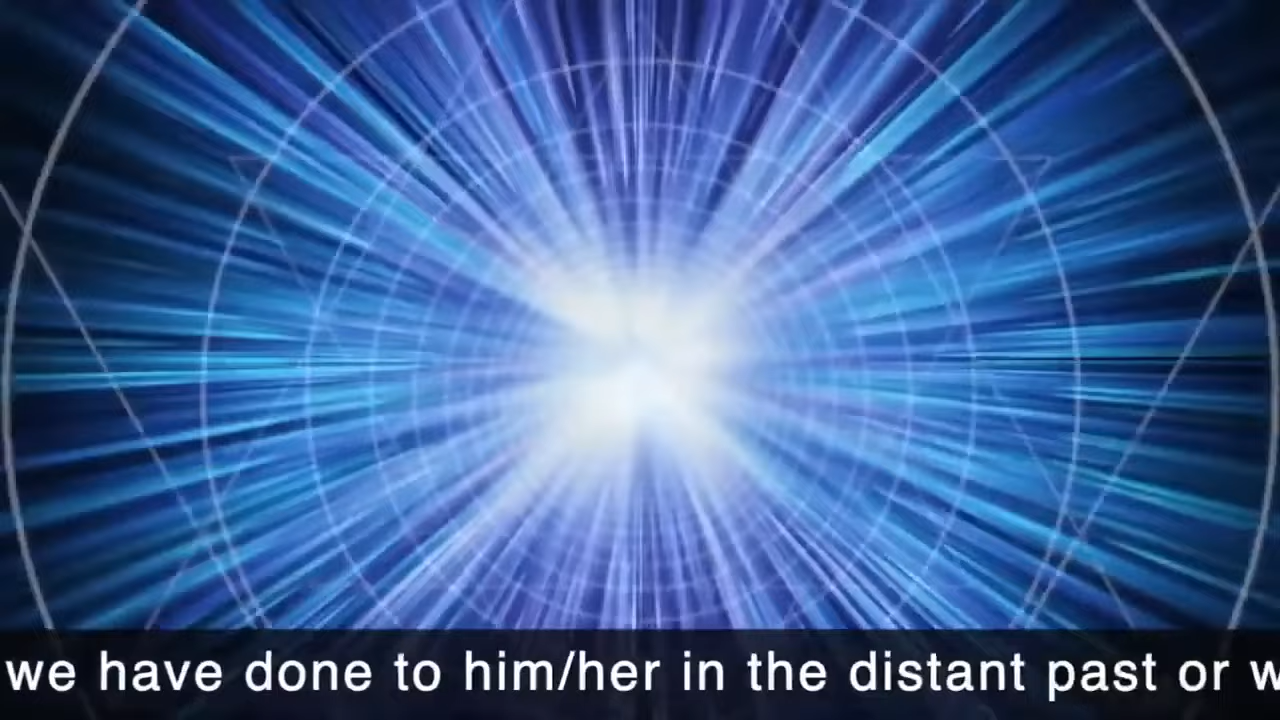 we have done to him/her in the distant past or